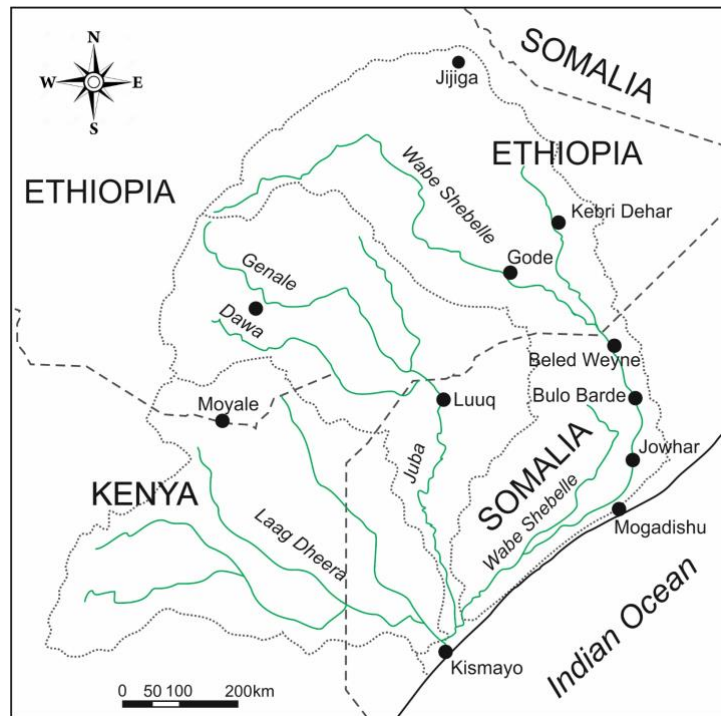 N
W
E
S
SOMALIA
Jijiga
ETHIOPIA
ETHIOPIA
Wabe Shebelle
Kebri Dehar
Gode
Genale
Dawa
Beled Weyne
Moyale
Luuq
Bulo Barde
Juba
Jowhar
SOMALIA
KENYA
Laag Dheera
Wabe Shebelle
Mogadishu
Indian Ocean
Kismayo
0 50 100 200km